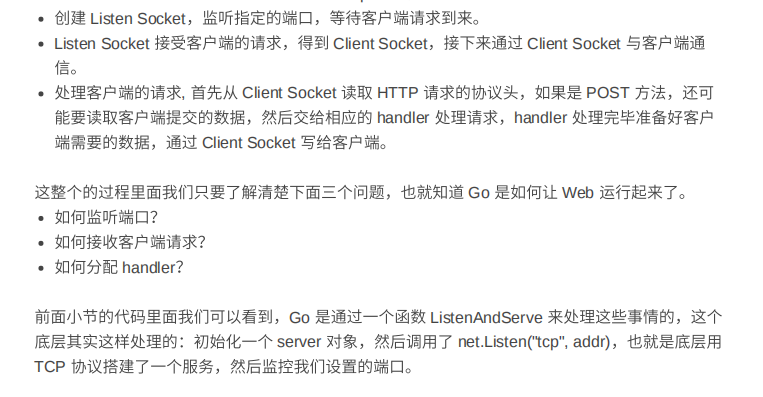 • 创建 Listen Socket，监听指定的端口，等待客户端请求到来。
• Listen Socket 接受客户端的请求，得到 Client Socket，接下来通过 Client Socket 与客户端通
信。
• 处理客户端的请求, 首先从 Client Socket 读取 HTTP 请求的协议头，如果是 POST 方法，还可
能要读取客户端提交的数据，然后交给相应的 handler 处理请求，handler 处理完毕准备好客户
端需要的数据，通过 Client Socket 写给客户端。
这整个的过程里面我们只要了解清楚下面三个问题，也就知道 Go 是如何让 Web 运行起来了。
• 如何监听端口？
• 如何接收客户端请求？
• 如何分配 handler？
前面小节的代码里面我们可以看到，Go 是通过一个函数 ListenAndServe 来处理这些事情的，这个
底层其实这样处理的：初始化一个 server 对象，然后调用了 net.Listen("tcp", addr)，也就是底层用
TCP 协议搭建了一个服务，然后监控我们设置的端口。